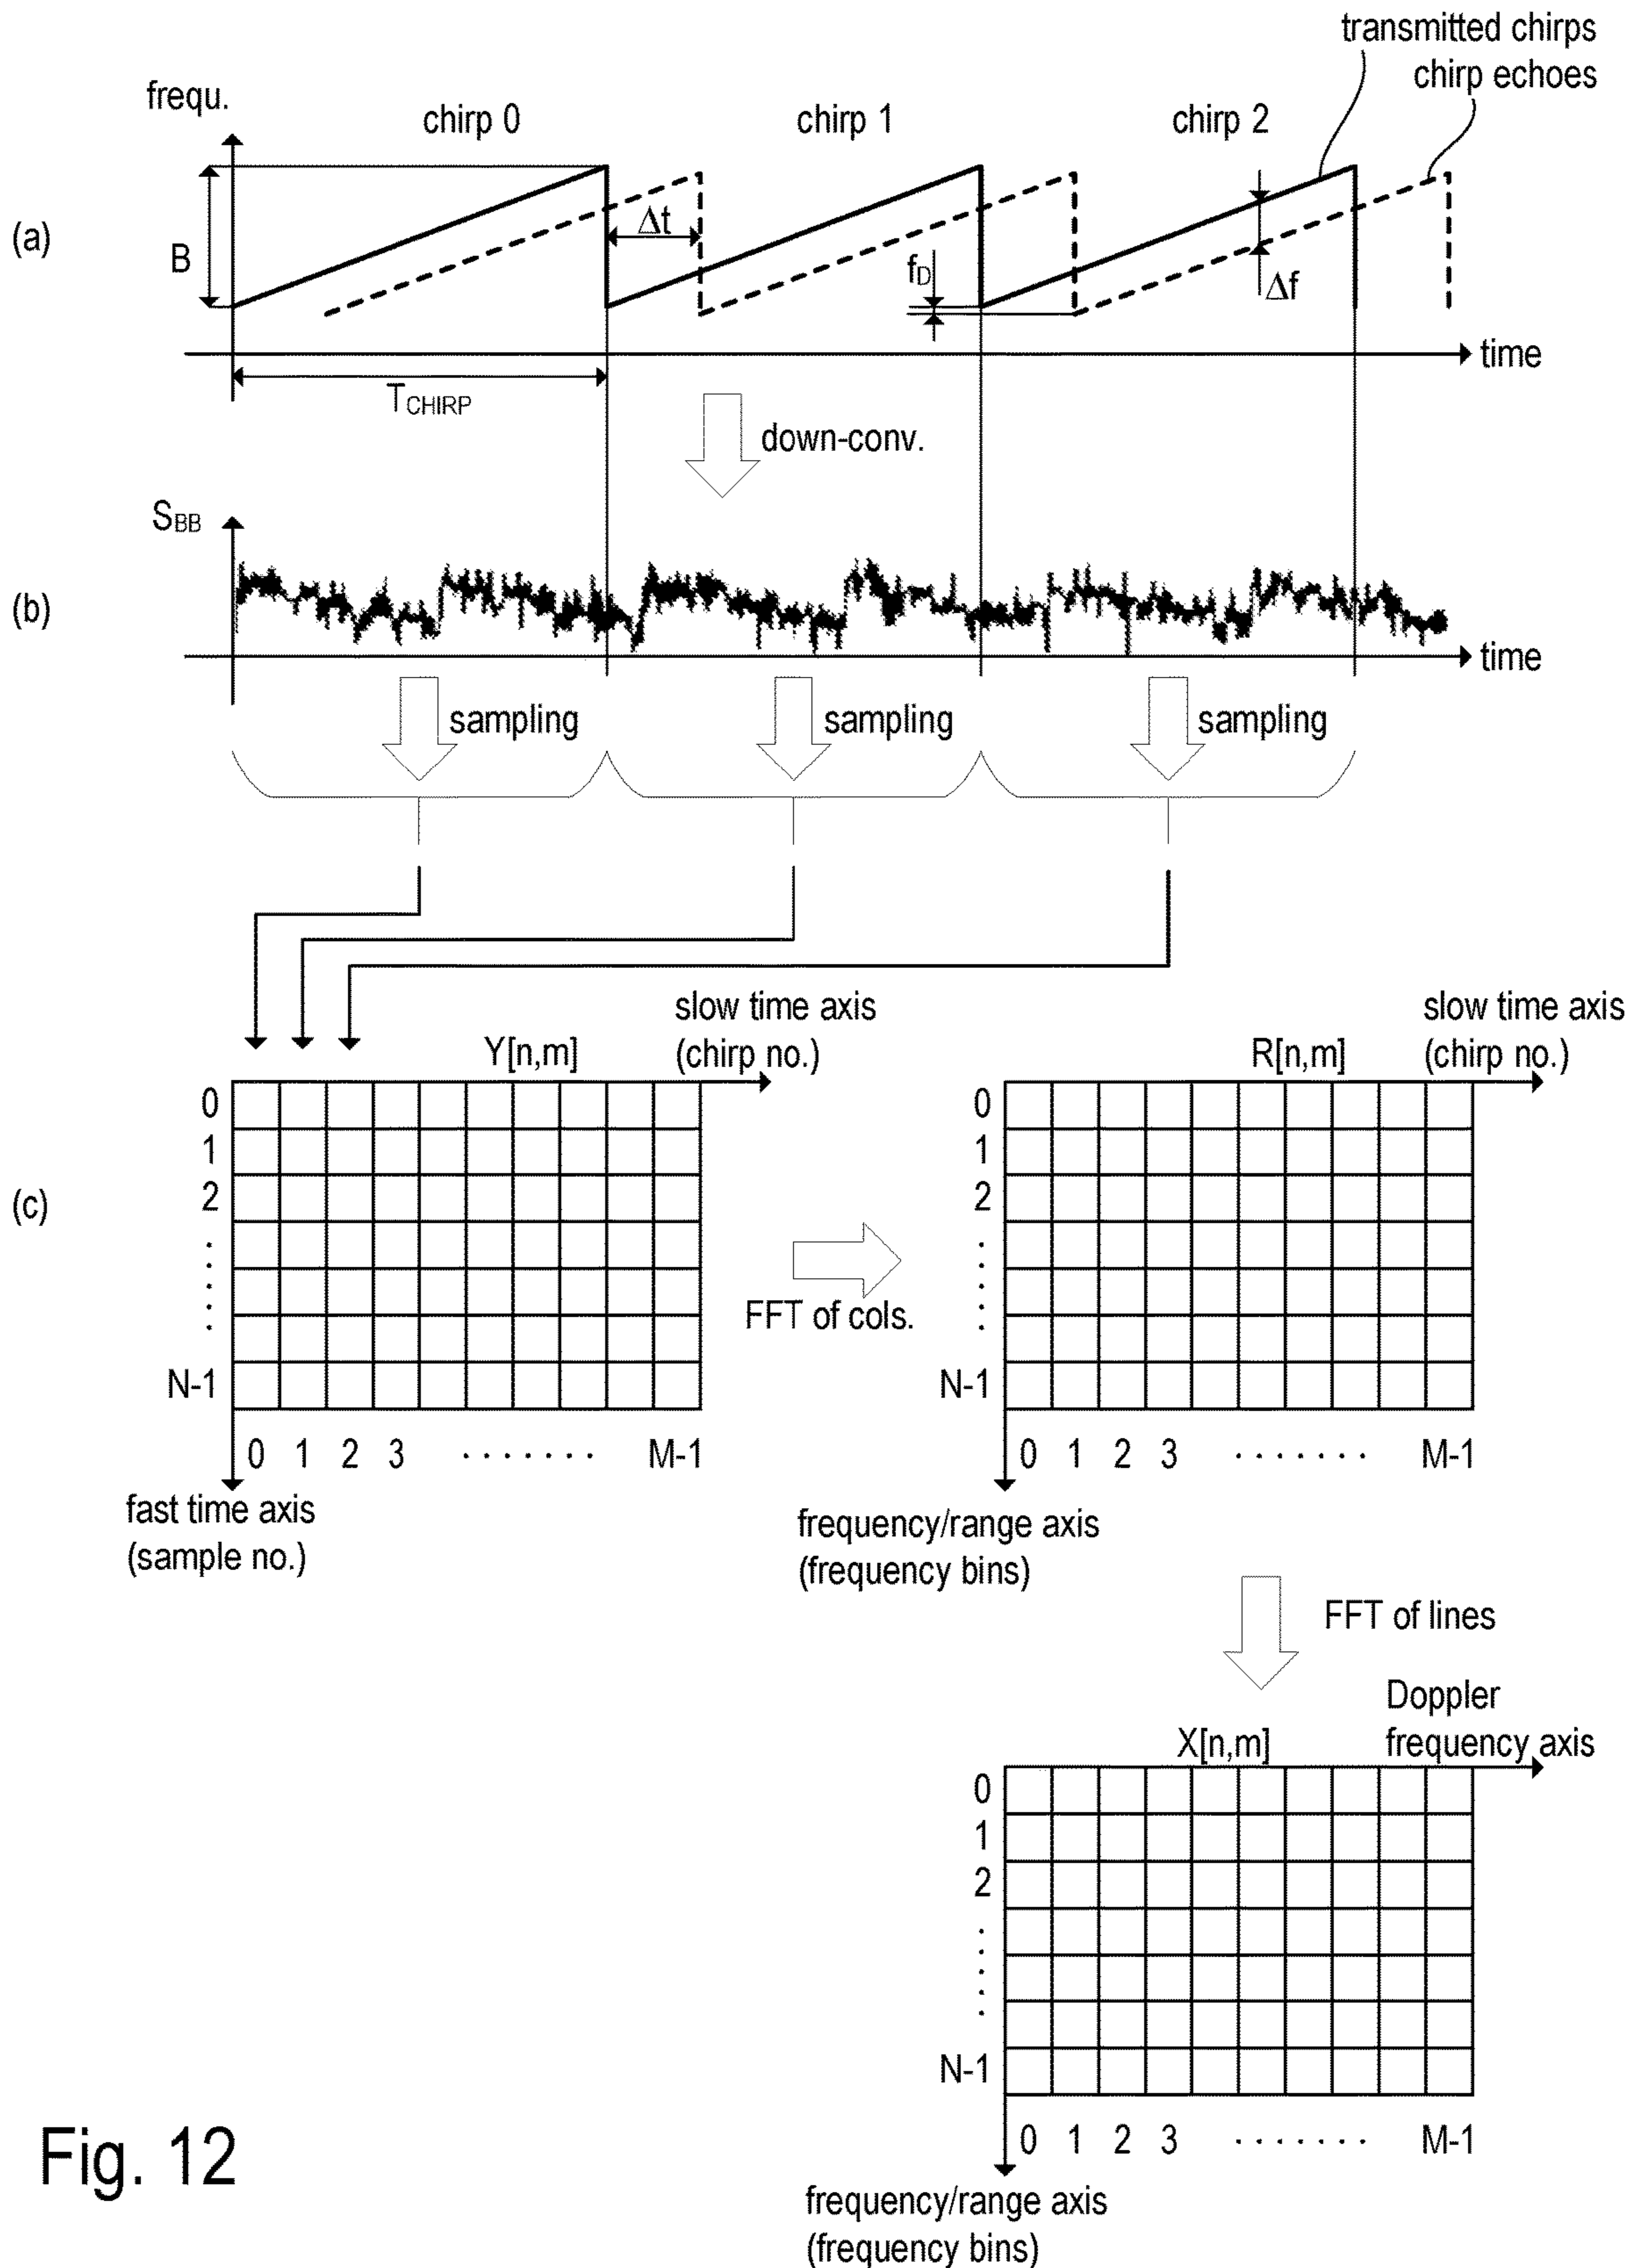 transmitted chirps
chirp echoes
frequ.
chirp 0
chirp 1
chirp 2
(a)
B
Δt
fD
Δf
time
TCHIRP
down-conv.
SBB
(b)
time
sampling
sampling
sampling
slow time axis
(chirp no.)
Y[n,m]
slow time axis
(chirp no.)
R[n,m]
(c)
0
1
2
. . . . .
N-1
0 1 2 3 . . . . . . . M-1
fast time axis
(sample no.)
FFT of cols.
0
1
2
. . . . .
N-1
0 1 2 3 . . . . . . . M-1
frequency/range axis
(frequency bins)
FFT of lines
Doppler
frequency axis
X[n,m]
0
1
2
. . . . .
N-1
0 1 2 3 . . . . . . . M-1
frequency/range axis
(frequency bins)
Fig. 12